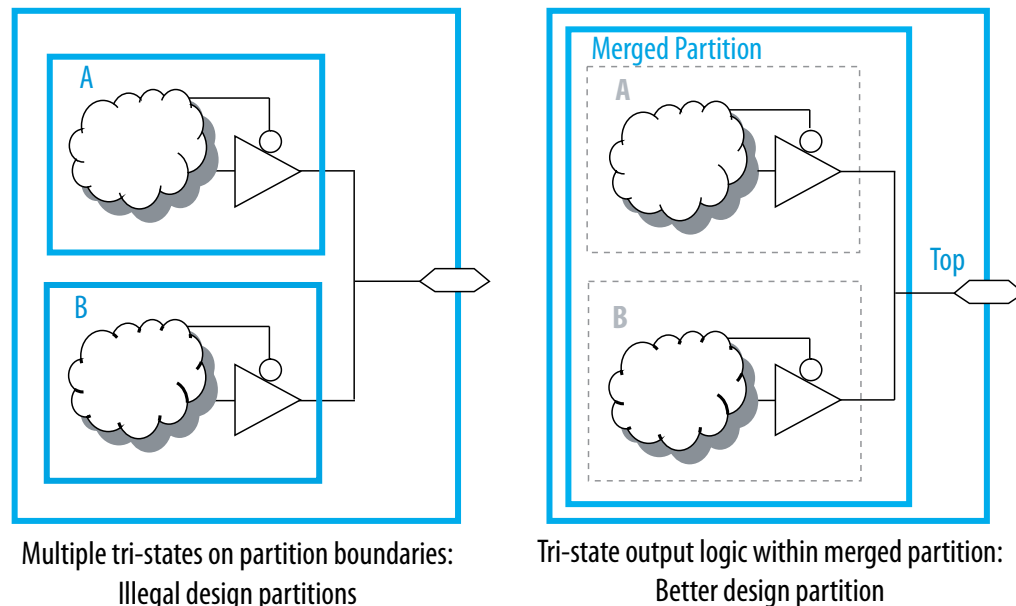 A
B
Multiple tri-states on partition boundaries:
Illegal design partitions
Merged Partition
A
B
Top
Tri-state output logic within merged partition:
Better design partition